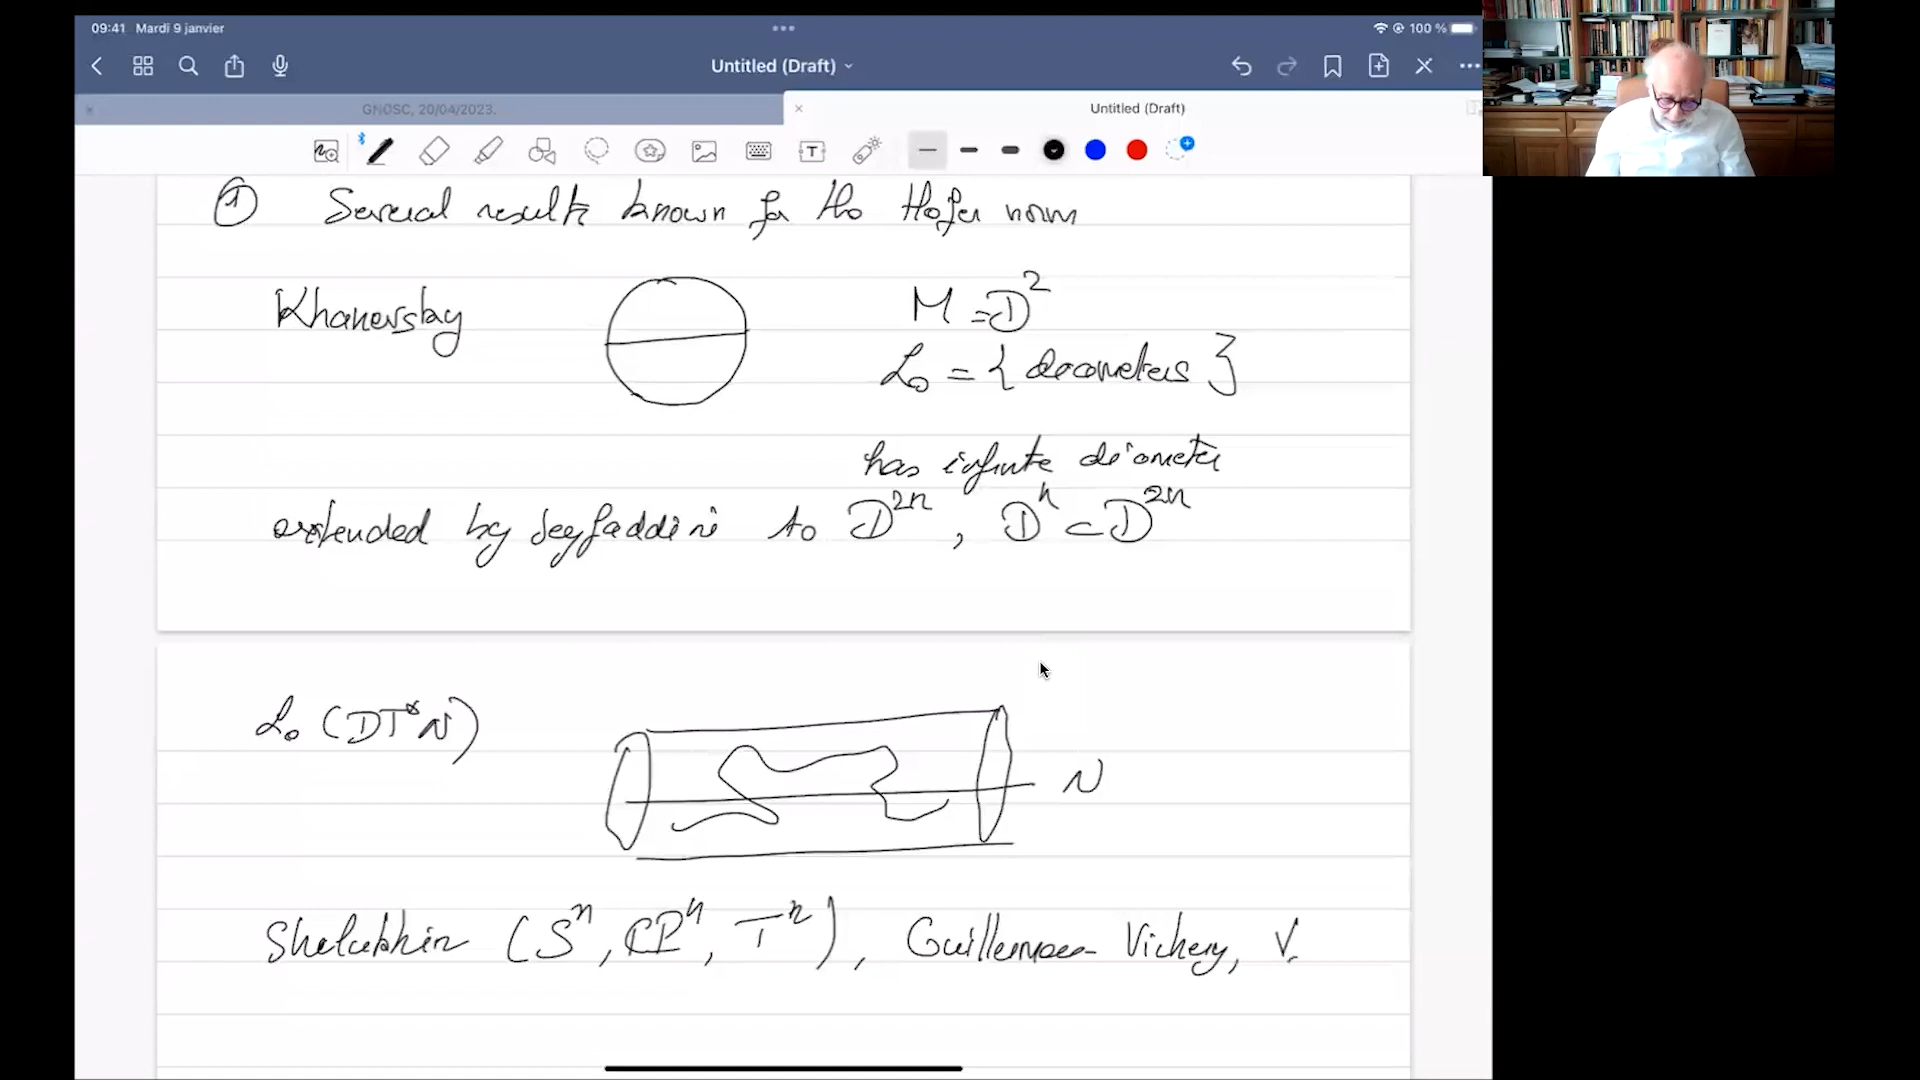 09:41 Mardi 9 janvier
100 %
Untitled (Draft)
GNOSC, 20/04/2023.
Untitled (Draft)
① Several results known for the Hofer norm
Khanevsky
M = D²
L₀ = { diameters }
has infinite diameter
extended by Seyfaddini to D²ⁿ, Dⁿ ⊂ D²ⁿ
L₀ (DT*N)
N
Shelukhin (Sⁿ, CPⁿ, Tⁿ), Guillermou-Vichery, V.